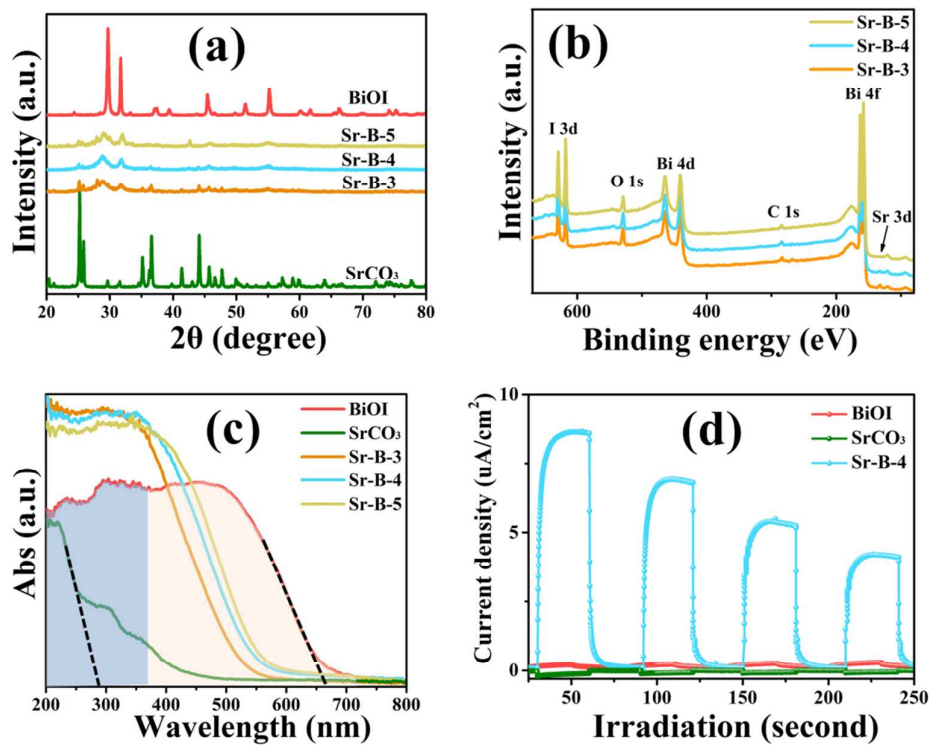 (a)
BiOI
Sr-B-5
Sr-B-4
Sr-B-3
SrCO₃
Intensity (a.u.)
20 30 40 50 60 70 80
2θ (degree)
(b)
Sr-B-5
Sr-B-4
Sr-B-3
I 3d
O 1s
Bi 4d
C 1s
Bi 4f
Sr 3d
Intensity (a.u.)
600 400 200
Binding energy (eV)
(c)
BiOI
SrCO₃
Sr-B-3
Sr-B-4
Sr-B-5
Abs (a.u.)
200 300 400 500 600 700 800
Wavelength (nm)
(d)
BiOI
SrCO₃
Sr-B-4
Current density (uA/cm²)
10
5
0
50 100 150 200 250
Irradiation (second)